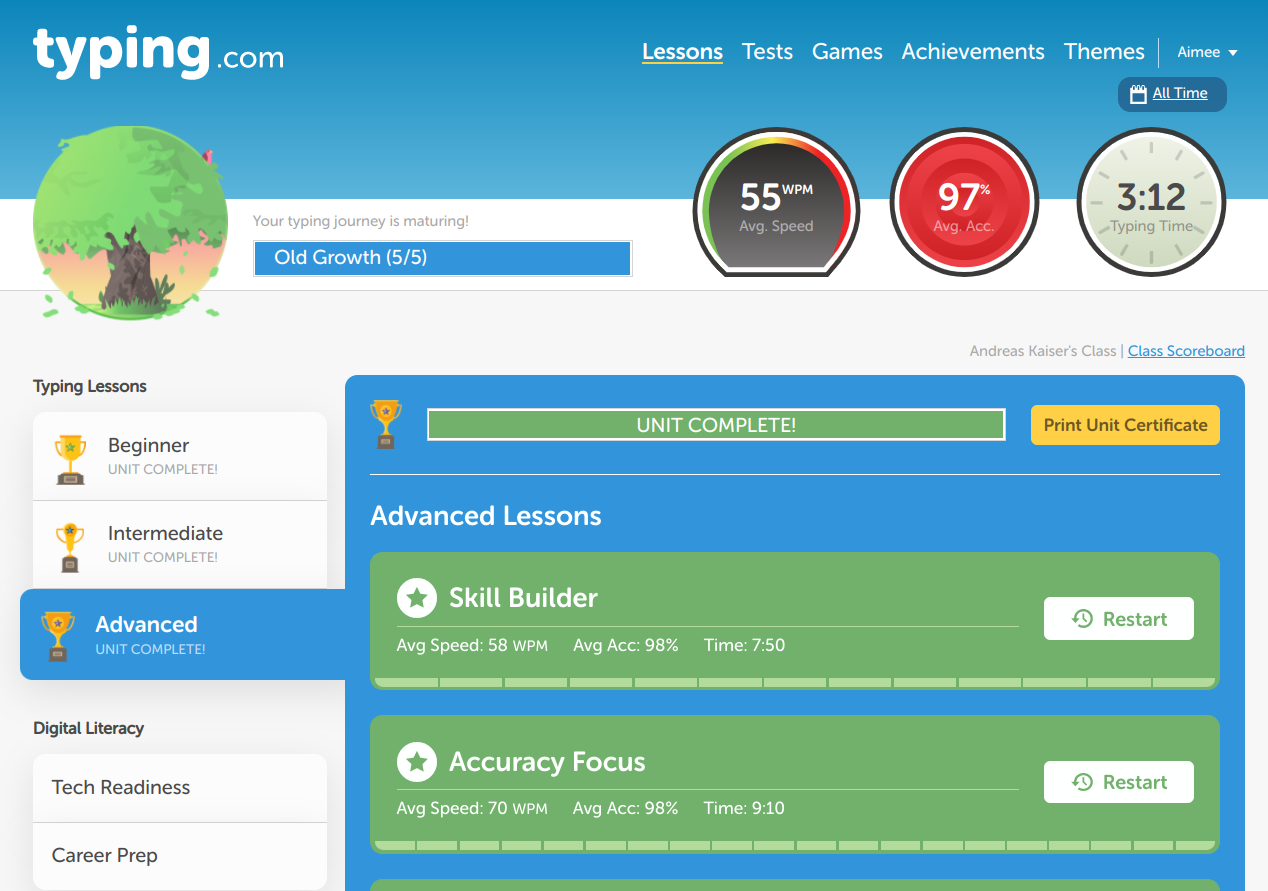 typing.com
Lessons Tests Games Achievements Themes Aimee
All Time
55 WPM
Avg. Speed
97%
Avg. Acc.
3:12
Typing Time
Your typing journey is maturing!
Old Growth (5/5)
Andreas Kaiser's Class | Class Scoreboard
Typing Lessons
Beginner
UNIT COMPLETE!
Intermediate
UNIT COMPLETE!
Advanced
UNIT COMPLETE!
Digital Literacy
Tech Readiness
Career Prep
UNIT COMPLETE!
Print Unit Certificate
Advanced Lessons
Skill Builder
Avg Speed: 58 WPM Avg Acc: 98% Time: 7:50
Restart
Accuracy Focus
Avg Speed: 70 WPM Avg Acc: 98% Time: 9:10
Restart